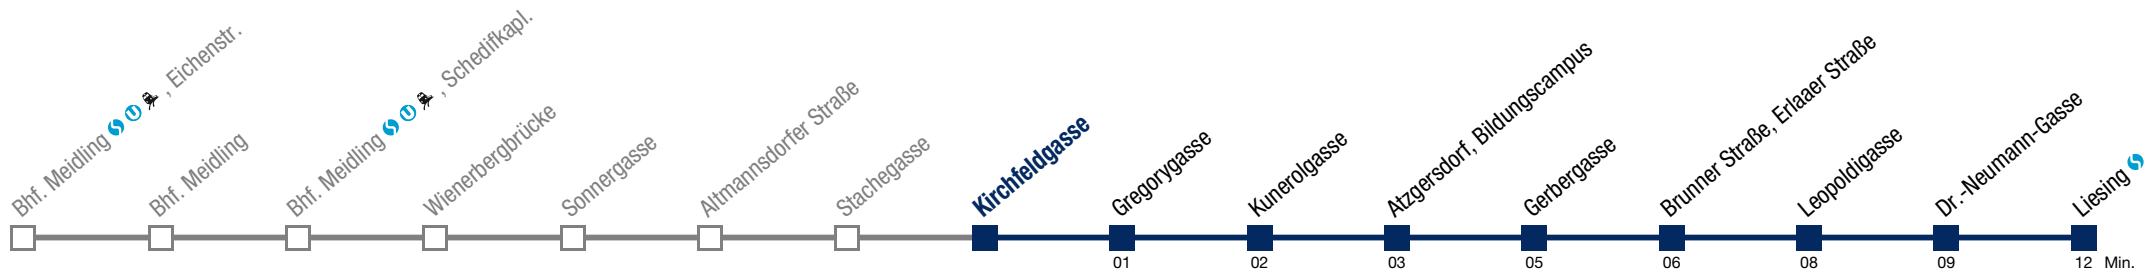 Bhf. Meidling S U , Eichenstr.
Bhf. Meidling
Bhf. Meidling S U , Schedifkapl.
Wienerbergbrücke
Sonnergasse
Altmannsdorfer Straße
Stachegasse
Kirchfeldgasse
Gregorygasse
Kunerolgasse
Atzgersdorf, Bildungscampus
Gerbergasse
Brunner Straße, Erlaaer Straße
Leopoldigasse
Dr.-Neumann-Gasse
Liesing S
01 02 03 05 06 08 09 12 Min.